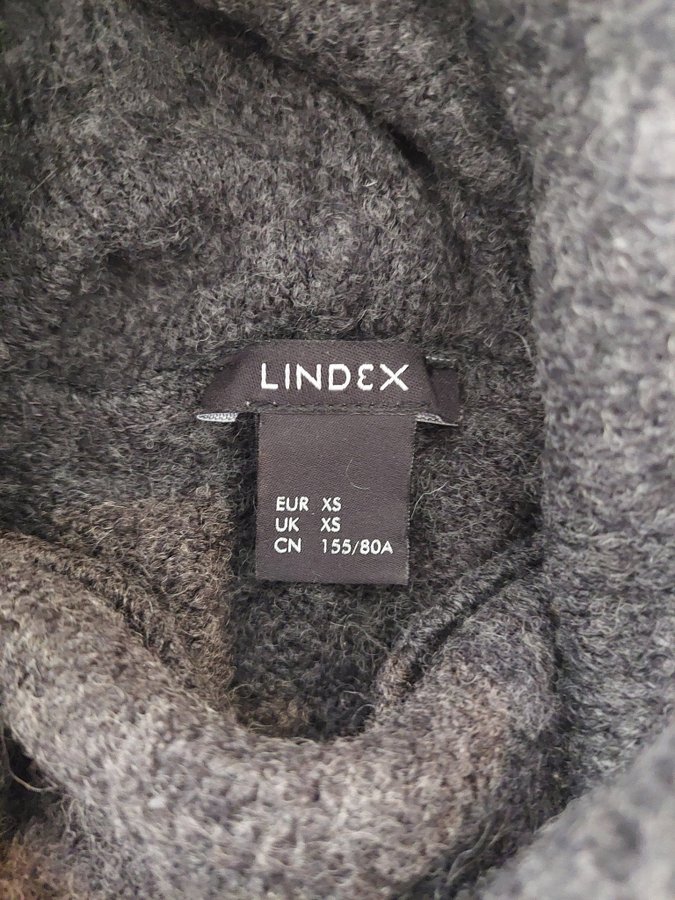 LINDEX
EUR XS
UK XS
CN 155/80A